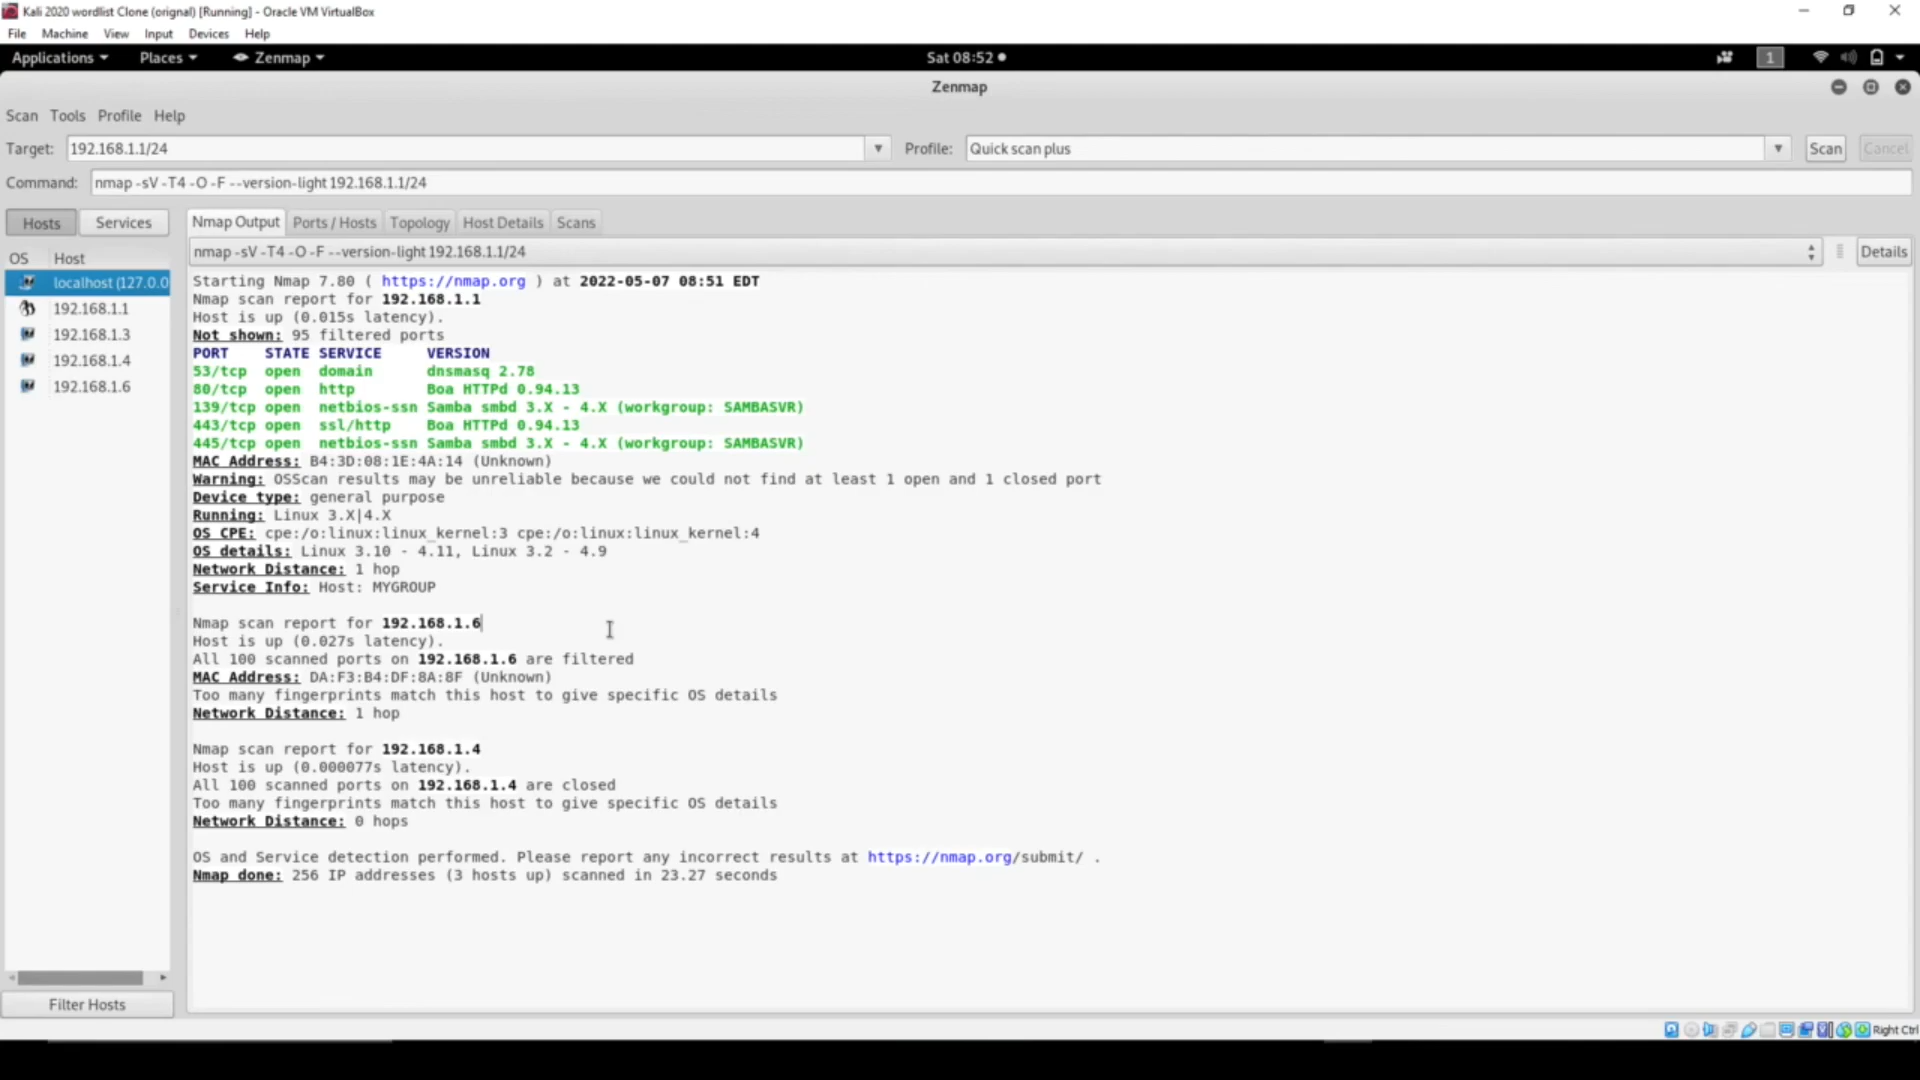 Kali 2020 wordlist Clone (orignal) [Running] - Oracle VM VirtualBox
File Machine View Input Devices Help
Applications Places Zenmap Sat 08:52 1
Zenmap
Scan Tools Profile Help
Target: 192.168.1.1/24 Profile: Quick scan plus Scan Cancel
Command: nmap -sV -T4 -O -F --version-light 192.168.1.1/24
Hosts Services Nmap Output Ports / Hosts Topology Host Details Scans
nmap -sV -T4 -O -F --version-light 192.168.1.1/24 Details
OS Host
localhost (127.0.0
192.168.1.1
192.168.1.3
192.168.1.4
192.168.1.6
Filter Hosts
Starting Nmap 7.80 ( https://nmap.org ) at 2022-05-07 08:51 EDT
Nmap scan report for 192.168.1.1
Host is up (0.015s latency).
Not shown: 95 filtered ports
PORT STATE SERVICE VERSION
53/tcp open domain dnsmasq 2.78
80/tcp open http Boa HTTPd 0.94.13
139/tcp open netbios-ssn Samba smbd 3.X - 4.X (workgroup: SAMBASVR)
443/tcp open ssl/http Boa HTTPd 0.94.13
445/tcp open netbios-ssn Samba smbd 3.X - 4.X (workgroup: SAMBASVR)
MAC Address: B4:3D:08:1E:4A:14 (Unknown)
Warning: OSScan results may be unreliable because we could not find at least 1 open and 1 closed port
Device type: general purpose
Running: Linux 3.X|4.X
OS CPE: cpe:/o:linux:linux_kernel:3 cpe:/o:linux:linux_kernel:4
OS details: Linux 3.10 - 4.11, Linux 3.2 - 4.9
Network Distance: 1 hop
Service Info: Host: MYGROUP
Nmap scan report for 192.168.1.6
Host is up (0.027s latency).
All 100 scanned ports on 192.168.1.6 are filtered
MAC Address: DA:F3:B4:DF:8A:8F (Unknown)
Too many fingerprints match this host to give specific OS details
Network Distance: 1 hop
Nmap scan report for 192.168.1.4
Host is up (0.000077s latency).
All 100 scanned ports on 192.168.1.4 are closed
Too many fingerprints match this host to give specific OS details
Network Distance: 0 hops
OS and Service detection performed. Please report any incorrect results at https://nmap.org/submit/ .
Nmap done: 256 IP addresses (3 hosts up) scanned in 23.27 seconds
Right Ctrl